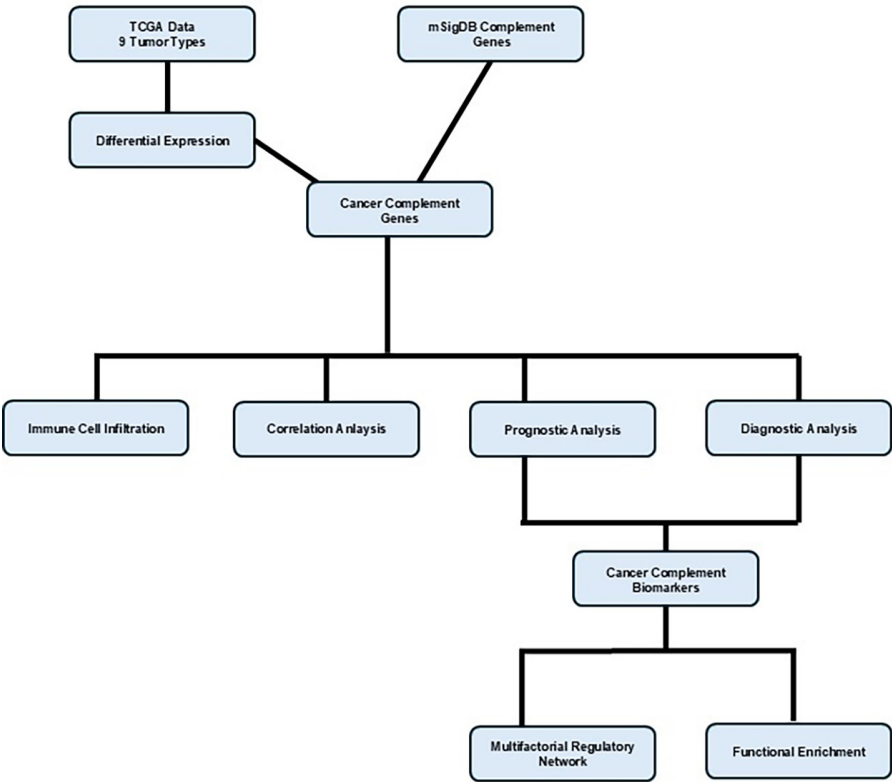 TCGA Data
9 Tumor Types
mSigDB Complement
Genes
Differential Expression
Cancer Complement
Genes
Immune Cell Infiltration
Correlation Anlaysis
Prognostic Analysis
Diagnostic Analysis
Cancer Complement
Biomarkers
Multifactorial Regulatory
Network
Functional Enrichment